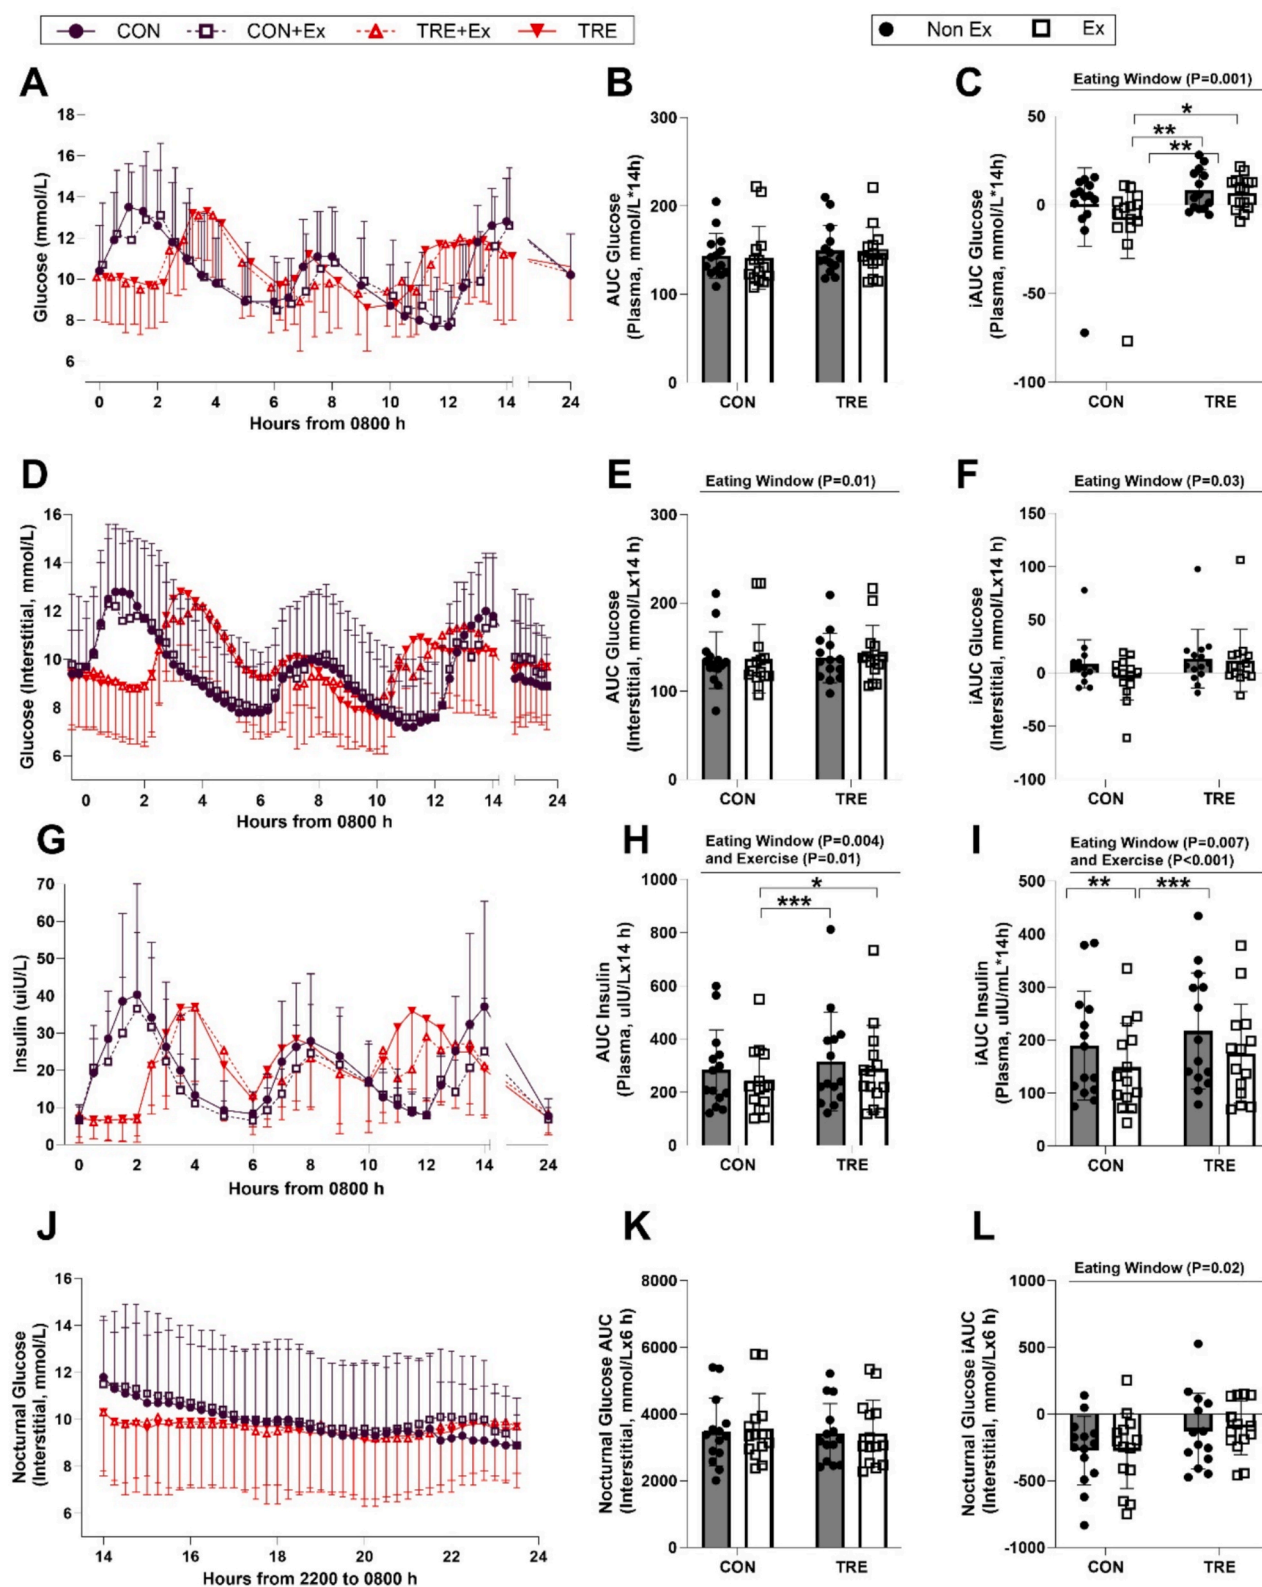 CON CON+Ex TRE+Ex TRE
Non Ex Ex
A
Glucose (mmol/L)
18
16
14
12
10
8
6
0 2 4 6 8 10 12 14 24
Hours from 0800 h
B
AUC Glucose
(Plasma, mmol/L*14h)
300
200
100
0
CON TRE
C
Eating Window (P=0.001)
*
**
**
iAUC Glucose
(Plasma, mmol/L*14h)
50
0
-50
-100
CON TRE
D
Glucose (Interstitial, mmol/L)
16
14
12
10
8
6
0 2 4 6 8 10 12 14 24
Hours from 0800 h
E
Eating Window (P=0.01)
AUC Glucose
(Interstitial, mmol/Lx14 h)
300
200
100
0
CON TRE
F
Eating Window (P=0.03)
iAUC Glucose
(Interstitial, mmol/Lx14 h)
150
100
50
0
-50
-100
CON TRE
G
Insulin (uiU/L)
70
60
50
40
30
20
10
0
0 2 4 6 8 10 12 14 24
Hours from 0800 h
H
Eating Window (P=0.004)
and Exercise (P=0.01)
*
***
AUC Insulin
(Plasma, uIU/Lx14 h)
1000
800
600
400
200
0
CON TRE
I
Eating Window (P=0.007)
and Exercise (P<0.001)
** ***
iAUC Insulin
(Plasma, uIU/mL*14h)
500
400
300
200
100
0
CON TRE
J
Nocturnal Glucose
(Interstitial, mmol/L)
16
14
12
10
8
6
14 16 18 20 22 24
Hours from 2200 to 0800 h
K
Nocturnal Glucose AUC
(Interstitial, mmol/Lx6 h)
8000
6000
4000
2000
0
CON TRE
L
Eating Window (P=0.02)
Nocturnal Glucose iAUC
(Interstitial, mmol/Lx6 h)
1000
500
0
-500
-1000
CON TRE